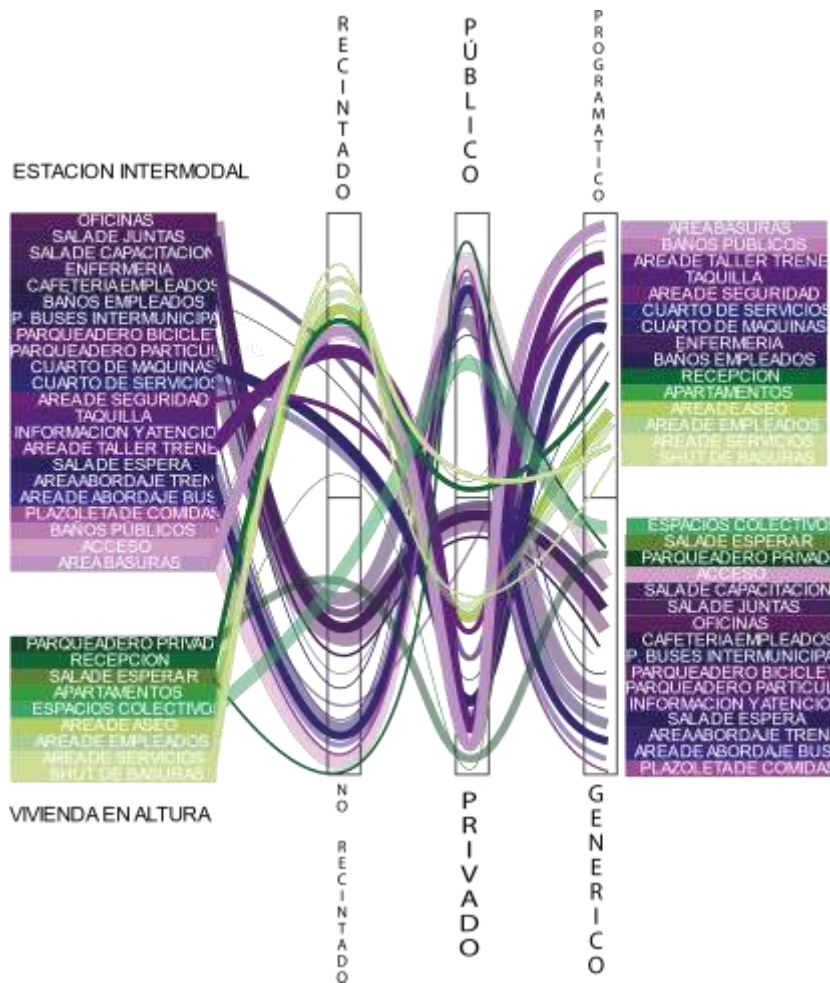 RECINTADO
PÚBLICO
PROGRAMATICO
ESTACION INTERMODAL
OFICINAS
SALA DE JUNTAS
SALA DE CAPACITACION
ENFERMERIA
CAFETERIA EMPLEADOS
BAÑOS EMPLEADOS
P. BUSES INTERMUNICIPA
PARQUEADERO BICICLET
PARQUEADERO PARTICUL
CUARTO DE MAQUINAS
CUARTO DE SERVICIOS
AREA DE SEGURIDAD
TAQUILLA
INFORMACION Y ATENCIO
AREA DE TALLER TRENE
SALA DE ESPERA
AREA ABORDAJE TREN
AREA DE ABORDAJE BUS
PLAZOLETA DE COMIDAS
BAÑOS PÚBLICOS
ACCESO
AREA BASURAS
PARQUEADERO PRIVAD
RECEPCION
SALA DE ESPERAR
APARTAMENTOS
ESPACIOS COLECTIVO
AREA DE ASEO
AREA DE EMPLEADOS
AREA DE SERVICIOS
SHUT DE BASURAS
VIVIENDA EN ALTURA
AREA BASURAS
BAÑOS PUBLICOS
AREA DE TALLER TRENE
TAQUILLA
AREA DE SEGURIDAD
CUARTO DE SERVICIOS
CUARTO DE MAQUINAS
ENFERMERIA
BAÑOS EMPLEADOS
RECEPCION
APARTAMENTOS
AREA DE ASEO
AREA DE EMPLEADOS
AREA DE SERVICIOS
SHUT DE BASURAS
ESPACIOS COLECTIVO
SALA DE ESPERAR
PARQUEADERO PRIVAD
ACCESO
SALA DE CAPACITACION
SALA DE JUNTAS
OFICINAS
CAFETERIA EMPLEADOS
P. BUSES INTERMUNICIPA
PARQUEADERO BICICLET
PARQUEADERO PARTICUL
INFORMACION Y ATENCIO
SALA DE ESPERA
AREA ABORDAJE TREN
AREA DE ABORDAJE BUS
PLAZOLETA DE COMIDAS
NO RECINTADO
PRIVADO
GENERICO